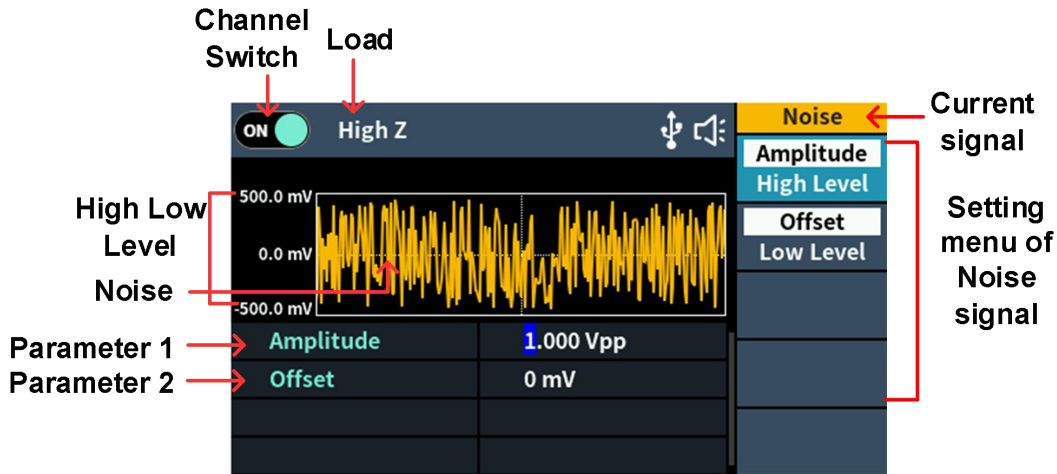 Channel
Switch
Load
ON
High Z
Noise
Current
signal
Amplitude
High Level
Offset
Low Level
Setting
menu of
Noise
signal
High Low
Level
500.0 mV
0.0 mV
-500.0 mV
Noise
Parameter 1
Amplitude
1.000 Vpp
Parameter 2
Offset
0 mV